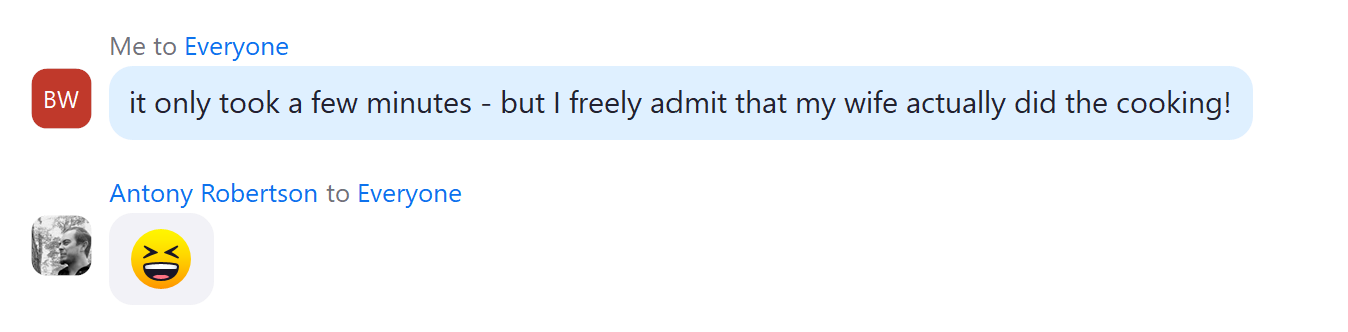 Me to Everyone
BW
it only took a few minutes - but I freely admit that my wife actually did the cooking!
Antony Robertson to Everyone